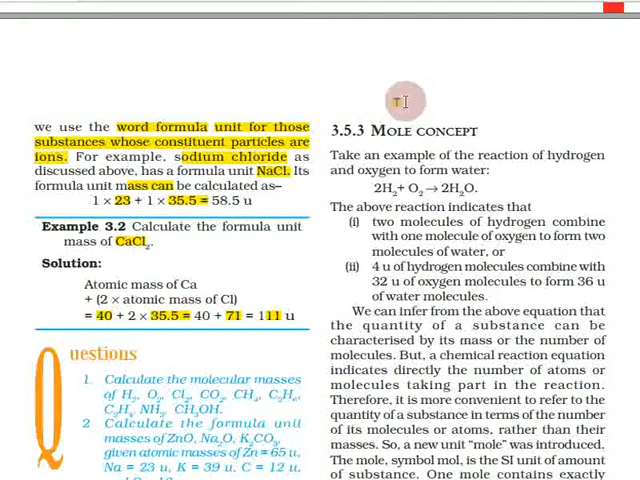 we use the word formula unit for those
substances whose constituent particles are
ions. For example, sodium chloride as
discussed above, has a formula unit NaCl. Its
formula unit mass can be calculated as–
1 × 23 + 1 × 35.5 = 58.5 u
Example 3.2 Calculate the formula unit
mass of CaCl₂.
Solution:
Atomic mass of Ca
+ (2 × atomic mass of Cl)
= 40 + 2 × 35.5 = 40 + 71 = 111 u
Questions
1. Calculate the molecular masses
of H₂, O₂, Cl₂, CO₂, CH₄, C₂H₆,
C₂H₄, NH₃, CH₃OH.
2 Calculate the formula unit
masses of ZnO, Na₂O, K₂CO₃,
given atomic masses of Zn = 65 u,
Na = 23 u, K = 39 u, C = 12 u,
T
3.5.3 MOLE CONCEPT
Take an example of the reaction of hydrogen
and oxygen to form water:
2H₂+ O₂ → 2H₂O.
The above reaction indicates that
(i) two molecules of hydrogen combine
with one molecule of oxygen to form two
molecules of water, or
(ii) 4 u of hydrogen molecules combine with
32 u of oxygen molecules to form 36 u
of water molecules.
We can infer from the above equation that
the quantity of a substance can be
characterised by its mass or the number of
molecules. But, a chemical reaction equation
indicates directly the number of atoms or
molecules taking part in the reaction.
Therefore, it is more convenient to refer to the
quantity of a substance in terms of the number
of its molecules or atoms, rather than their
masses. So, a new unit “mole” was introduced.
The mole, symbol mol, is the SI unit of amount
of substance. One mole contains exactly